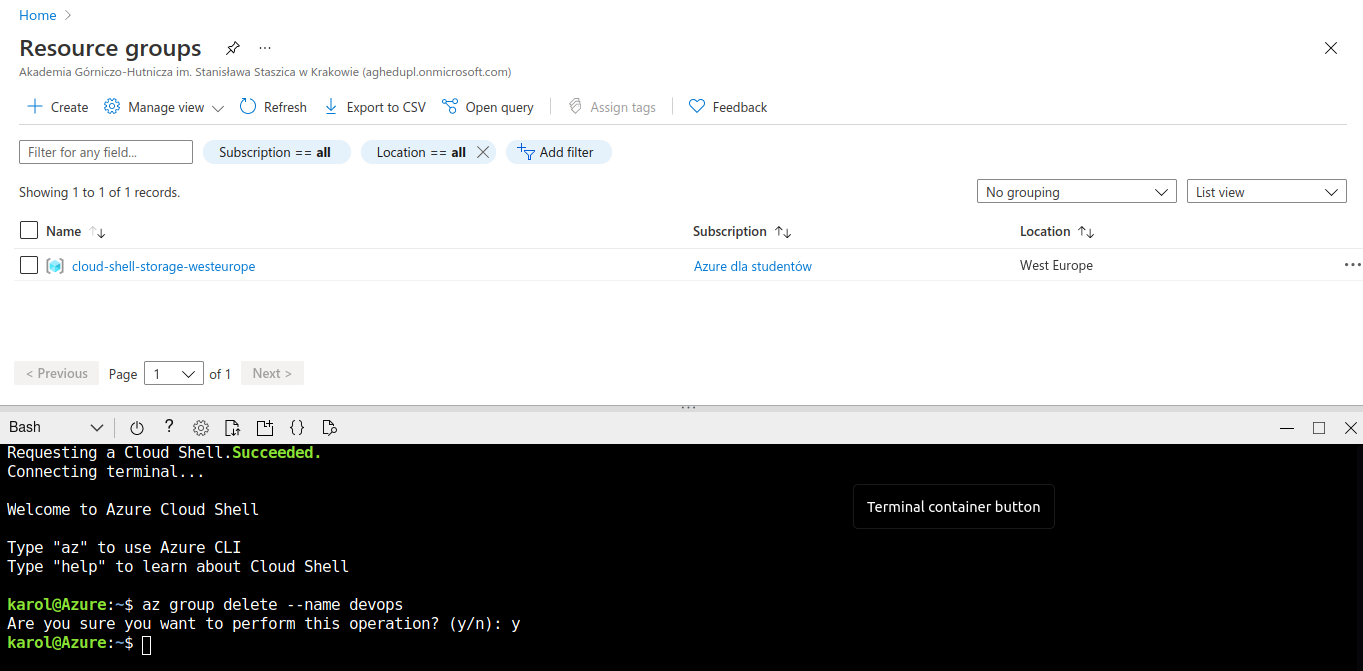 Home
Resource groups
Akademia Górniczo-Hutnicza im. Stanisława Staszica w Krakowie (aghedupl.onmicrosoft.com)
Create Manage view Refresh Export to CSV Open query Assign tags Feedback
Filter for any field... Subscription == all Location == all Add filter
Showing 1 to 1 of 1 records. No grouping List view
Name Subscription Location
cloud-shell-storage-westeurope Azure dla studentów West Europe
< Previous Page 1 of 1 Next >
Bash
Requesting a Cloud Shell.Succeeded.
Connecting terminal...
Welcome to Azure Cloud Shell
Terminal container button
Type "az" to use Azure CLI
Type "help" to learn about Cloud Shell
karol@Azure:~$ az group delete --name devops
Are you sure you want to perform this operation? (y/n): y
karol@Azure:~$